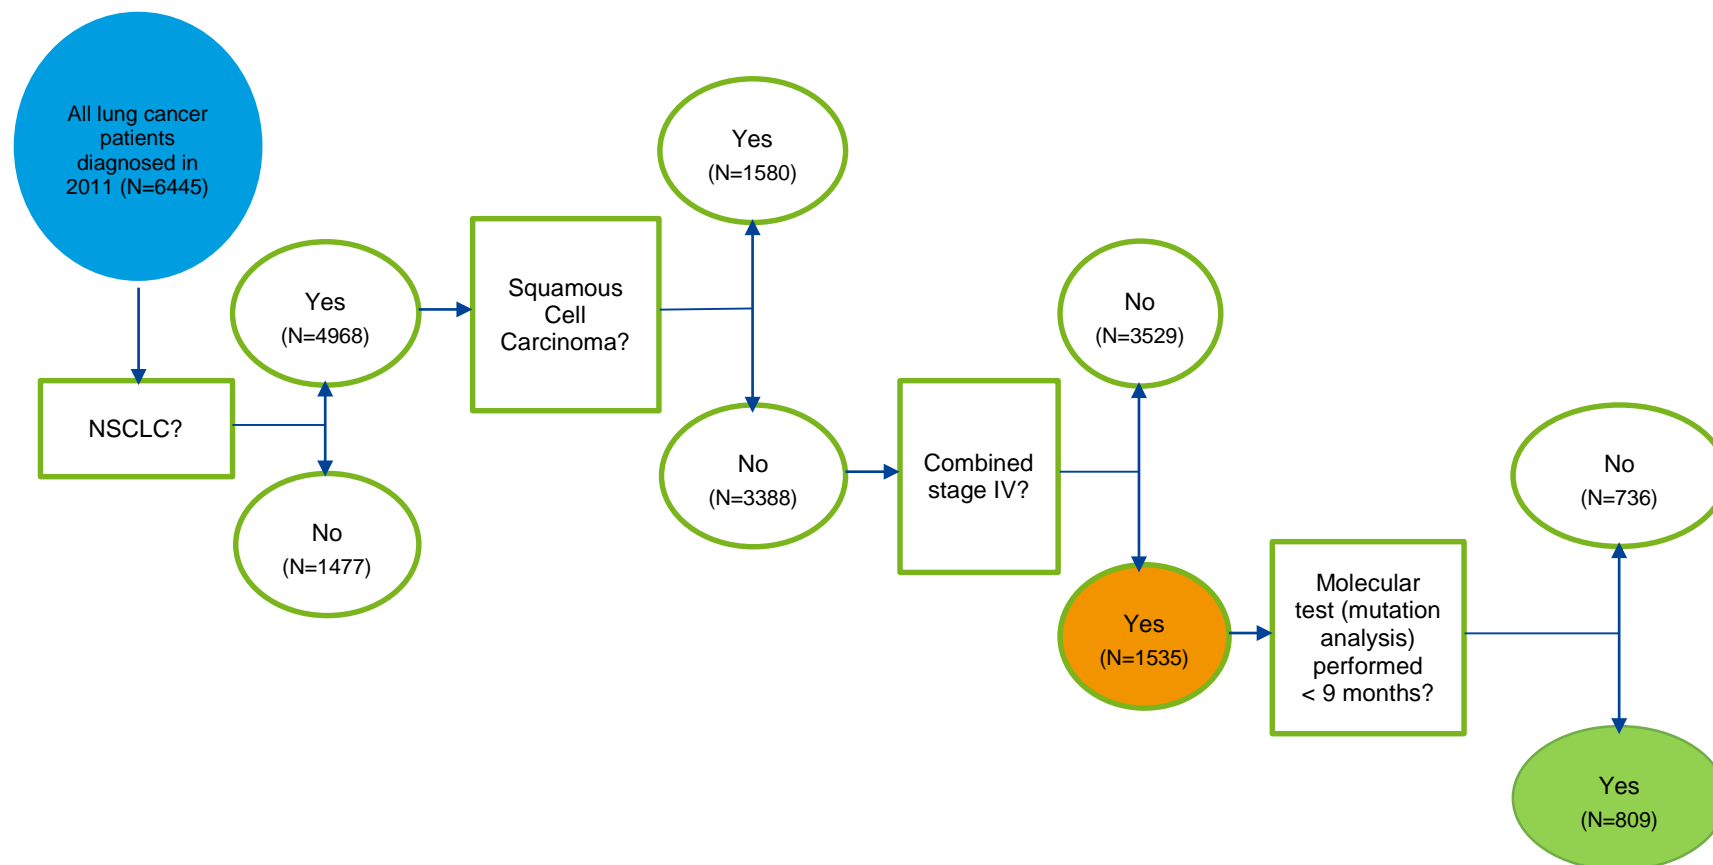 All lung cancer
patients
diagnosed in
2011 (N=6445)
NSCLC?
Yes
(N=4968)
No
(N=1477)
Squamous
Cell
Carcinoma?
Yes
(N=1580)
No
(N=3388)
Combined
stage IV?
No
(N=3529)
Yes
(N=1535)
Molecular
test (mutation
analysis)
performed
< 9 months?
No
(N=736)
Yes
(N=809)